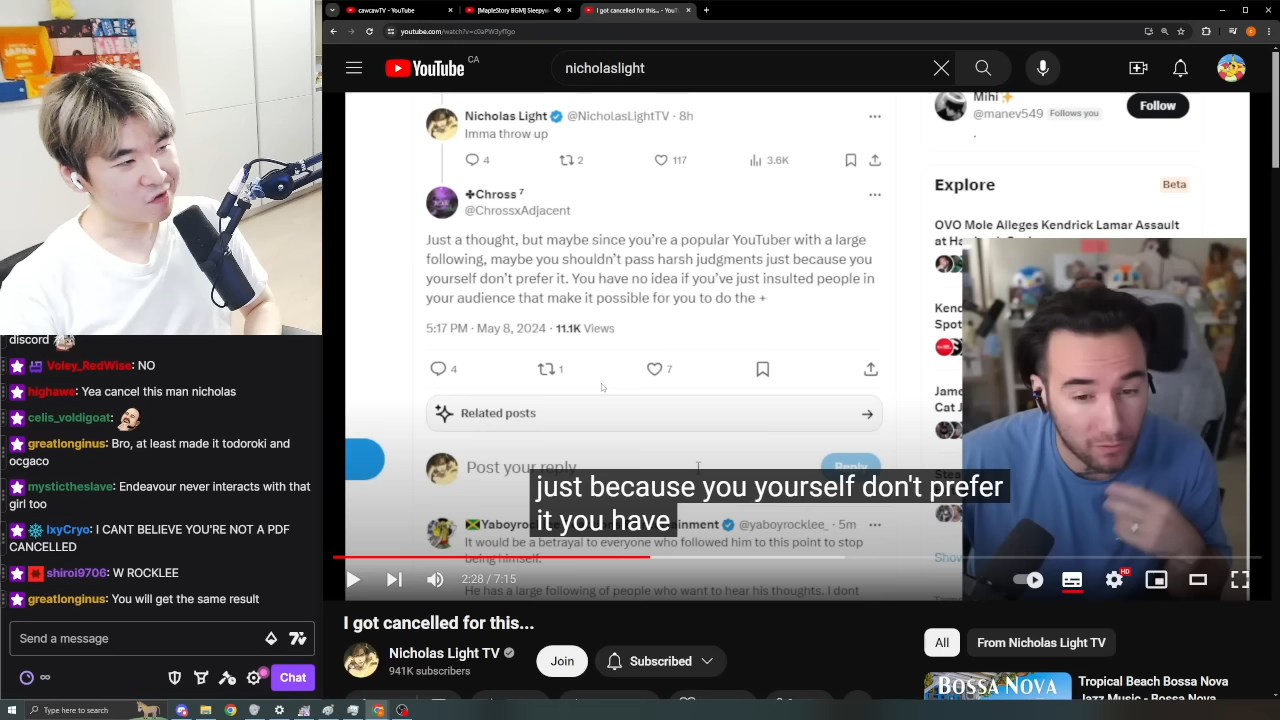 cawcawTV - YouTube
[MapleStory BGM] Sleepyw
I got cancelled for this... - You
youtube.com/watch?v=c0aPW3yfTgo
YouTube CA
nicholaslight
Nicholas Light @NicholasLightTV · 8h
Imma throw up
4 2 117 3.6K
✤Chross ⁷
@ChrossxAdjacent
Just a thought, but maybe since you're a popular YouTuber with a large
following, maybe you shouldn't pass harsh judgments just because you
yourself don't prefer it. You have no idea if you've just insulted people in
your audience that make it possible for you to do the +
5:17 PM · May 8, 2024 · 11.1K Views
4 1 7
Related posts
Post your reply
Reply
@yaboyrocklee_ · 5m
It would be a betrayal to everyone who followed him to this point to stop
being himself.
He has a large following of people who want to hear his thoughts. I dont
just because you yourself don't prefer
it you have
Mihi✨
@manev549 Follows you
Follow
.
Explore
Beta
OVO Mole Alleges Kendrick Lamar Assault
Kend
Spot
Jame
Cat J
Show
2:28 / 7:15
HD
I got cancelled for this...
Nicholas Light TV
941K subscribers
Join
Subscribed
All
From Nicholas Light TV
BOSSA NOVA
Tropical Beach Bossa Nova
Jazz Music - Bossa Nova
discord
Voley_RedWise: NO
highawe: Yea cancel this man nicholas
celis_voldigoat:
greatlonginus: Bro, at least made it todoroki and
ocgaco
mystictheslave: Endeavour never interacts with that
girl too
IxyCryo: I CANT BELIEVE YOU'RE NOT A PDF
CANCELLED
shiroi9706: W ROCKLEE
greatlonginus: You will get the same result
Send a message
∞
Chat
Type here to search